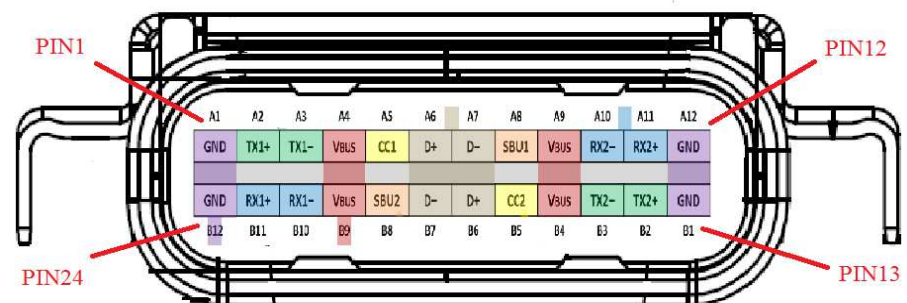 PIN1 PIN12
A1 A2 A3 A4 A5 A6 A7 A8 A9 A10 A11 A12
GND TX1+ TX1− VBUS CC1 D+ D− SBU1 VBUS RX2− RX2+ GND
GND RX1+ RX1− VBUS SBU2 D− D+ CC2 VBUS TX2− TX2+ GND
B12 B11 B10 B9 B8 B7 B6 B5 B4 B3 B2 B1
PIN24 PIN13